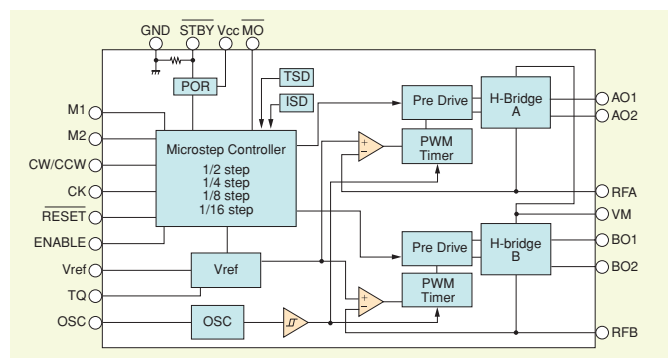 GND STBY Vcc MO
TSD
POR
ISD
M1
M2
CW/CCW
CK
RESET
ENABLE
Vref
TQ
OSC
Microstep Controller
1/2 step
1/4 step
1/8 step
1/16 step
Vref
OSC
Pre Drive
H-Bridge
A
PWM
Timer
+
−
AO1
AO2
RFA
VM
Pre Drive
H-bridge
B
PWM
Timer
+
−
BO1
BO2
RFB